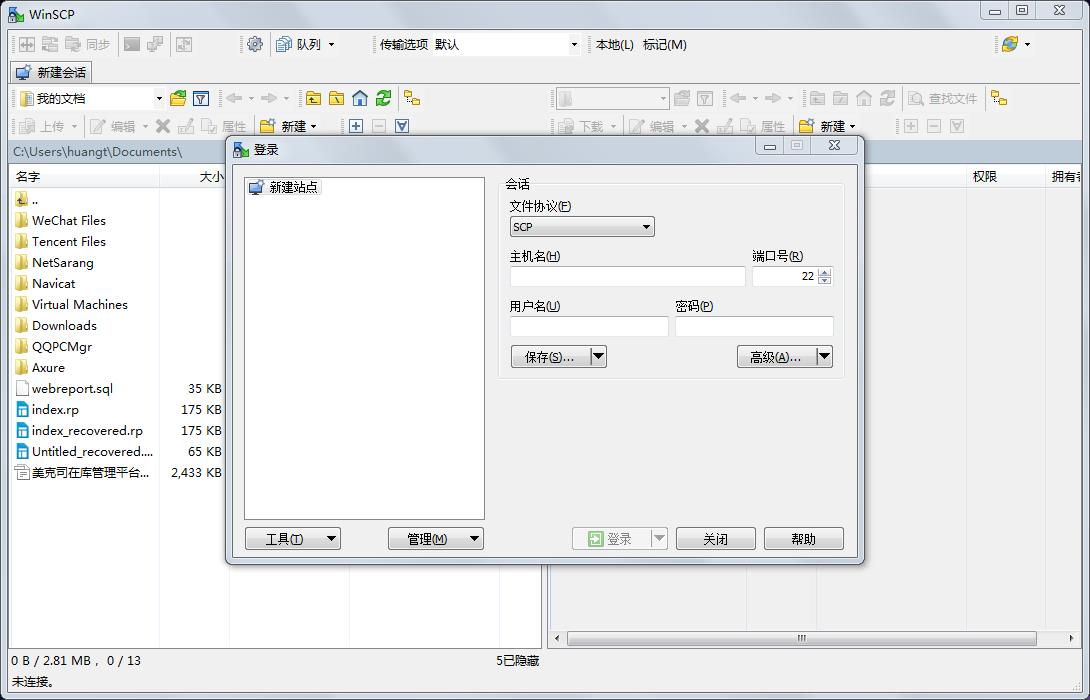 WinSCP
同步
队列
传输选项 默认
本地(L) 标记(M)
新建会话
我的文档
查找文件
上传 编辑 属性 新建
下载 编辑 属性 新建
C:\Users\huangt\Documents\
名字 大小
权限 拥有者
..
WeChat Files
Tencent Files
NetSarang
Navicat
Virtual Machines
Downloads
QQPCMgr
Axure
webreport.sql 35 KB
index.rp 175 KB
index_recovered.rp 175 KB
Untitled_recovered.... 65 KB
美克司在库管理平台... 2,433 KB
登录
新建站点
会话
文件协议(F)
SCP
主机名(H) 端口号(R)
22
用户名(U) 密码(P)
保存(S)... 高级(A)...
工具(T) 管理(M) 登录 关闭 帮助
0 B / 2.81 MB， 0 / 13 5已隐藏
未连接。